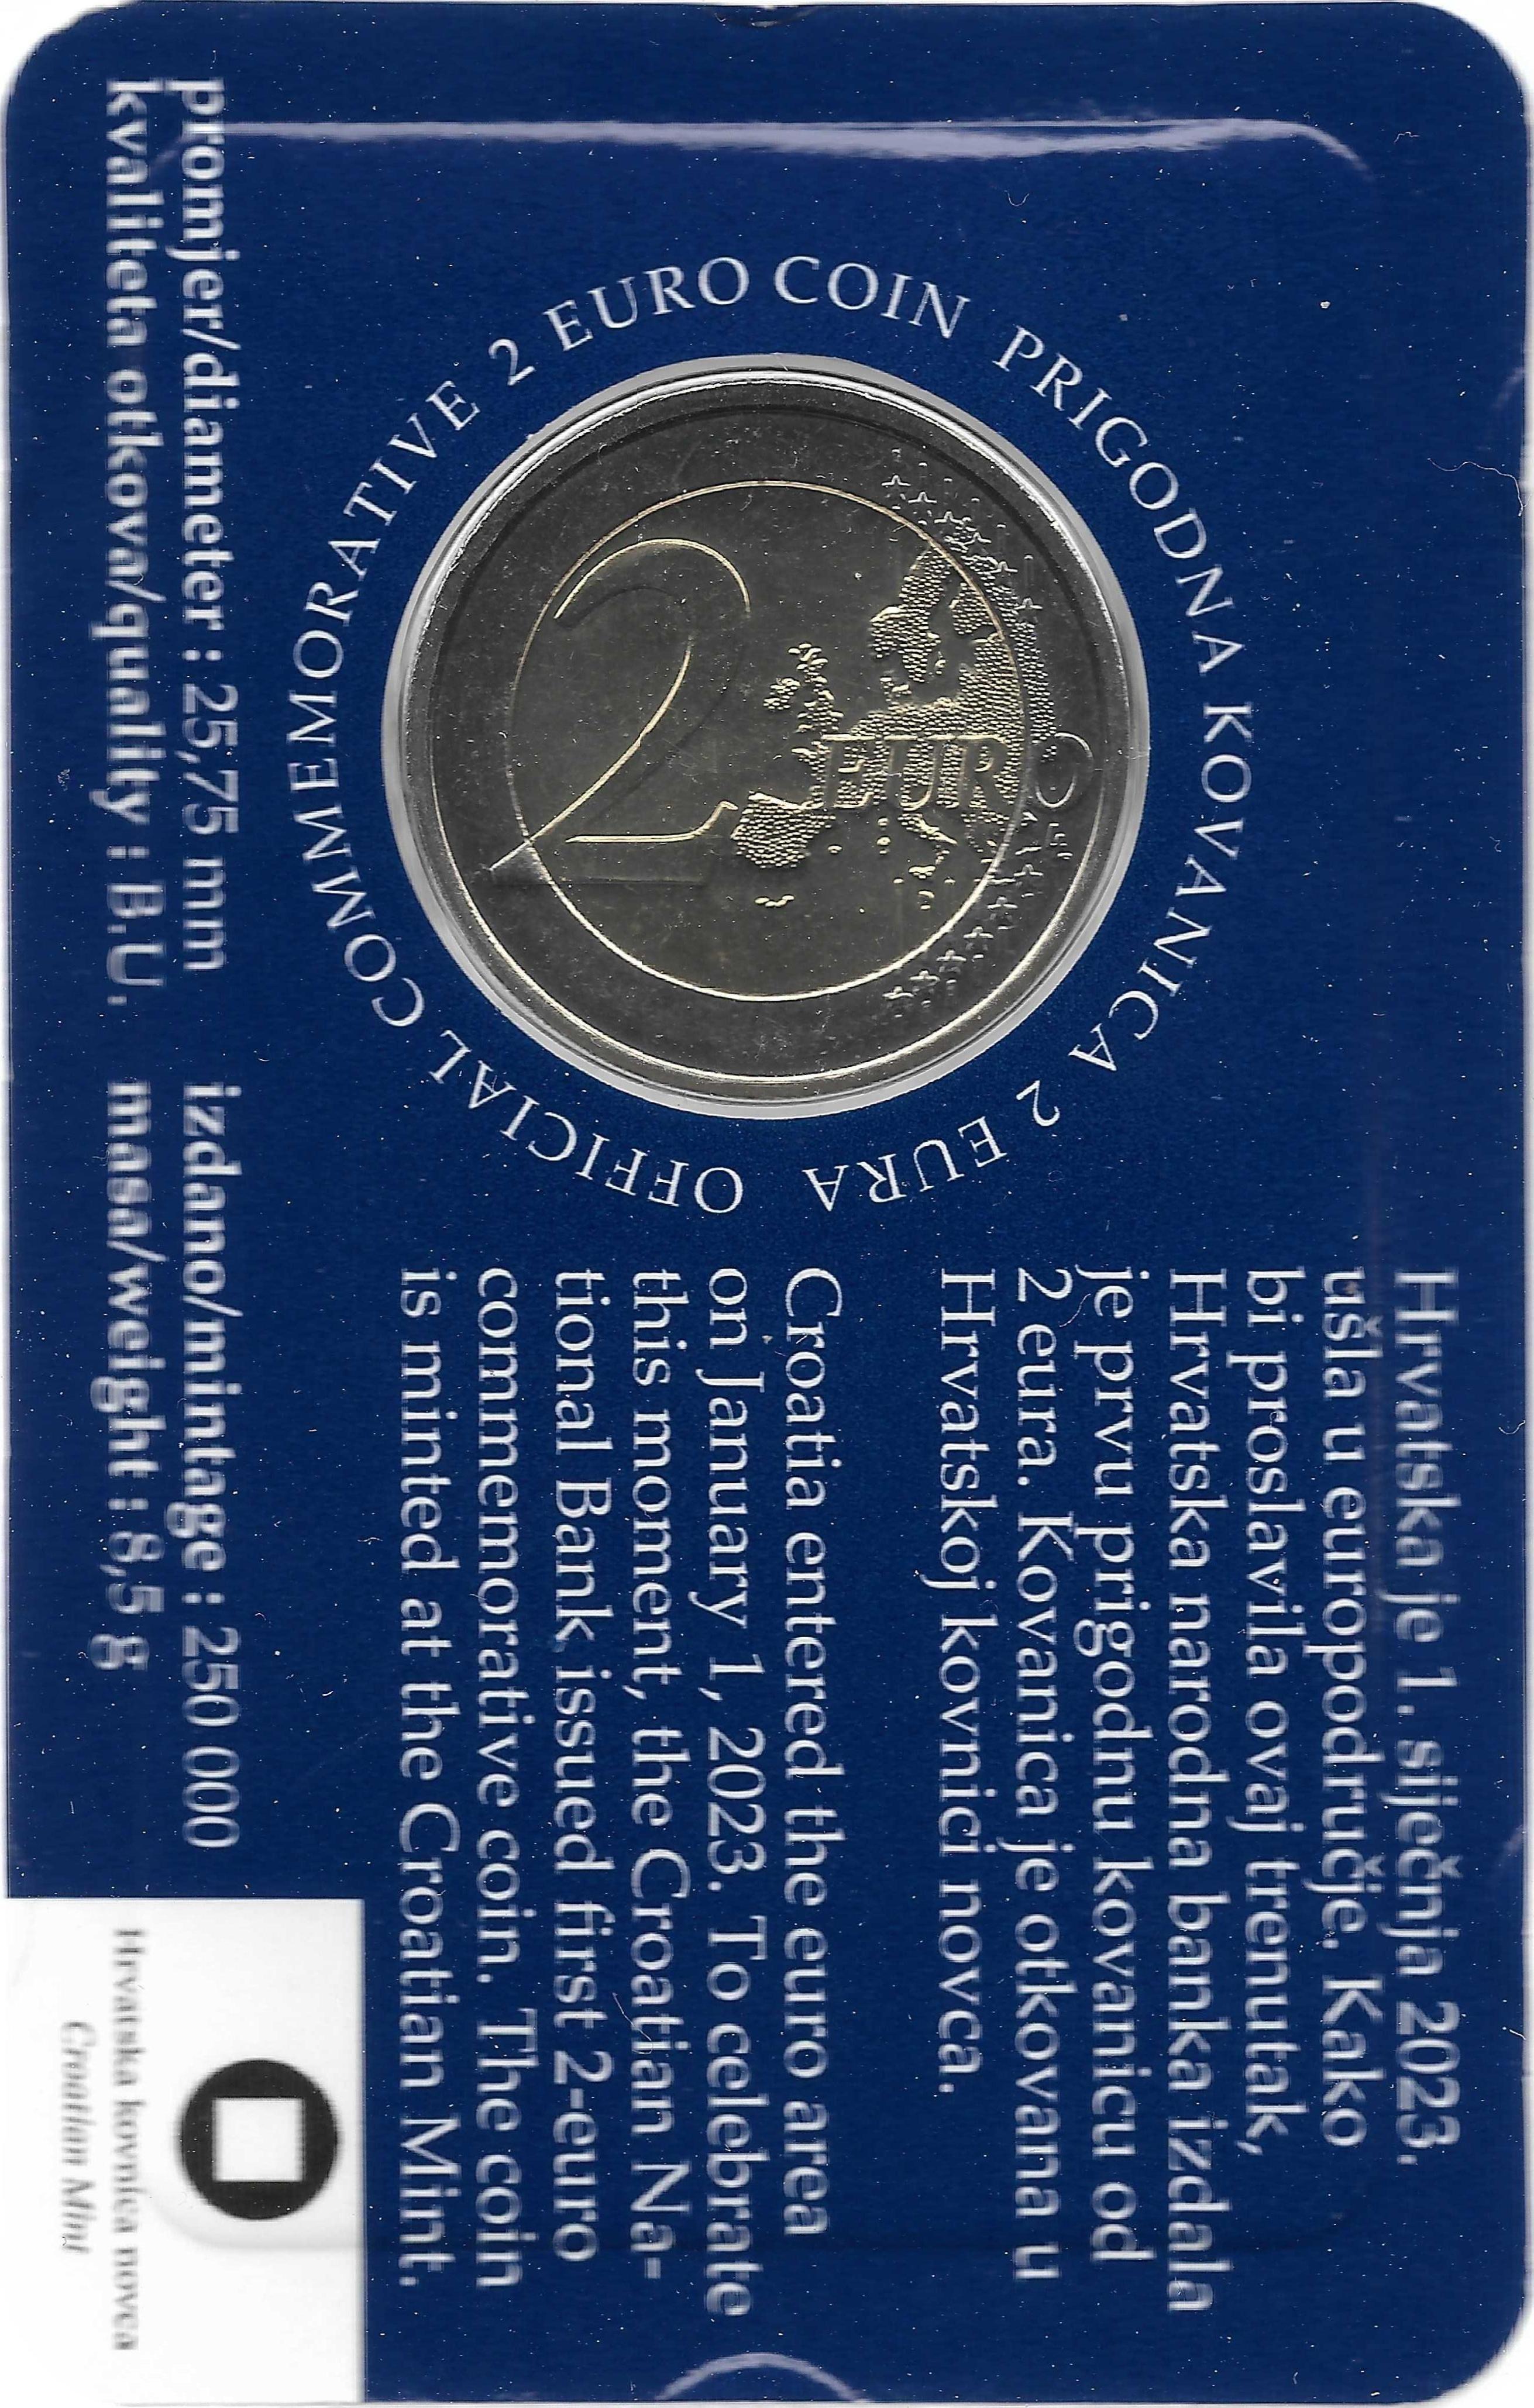 PRIGODNA KOVANICA 2 EURA
OFFICIAL COMMEMORATIVE 2 EURO COIN
2 EURO
Hrvatska je 1. siječnja 2023.
ušla u europodručje. Kako
bi proslavila ovaj trenutak,
Hrvatska narodna banka izdala
je prvu prigodnu kovanicu od
2 eura. Kovanica je otkovana u
Hrvatskoj kovnici novca.
Croatia entered the euro area
on January 1, 2023. To celebrate
this moment, the Croatian Na-
tional Bank issued first 2-euro
commemorative coin. The coin
is minted at the Croatian Mint.
promjer/diameter : 25,75 mm izdano/mintage : 250 000
kvaliteta otkova/quality : B.U. masa/weight : 8,5 g
Hrvatska kovnica novca
Croatian Mint